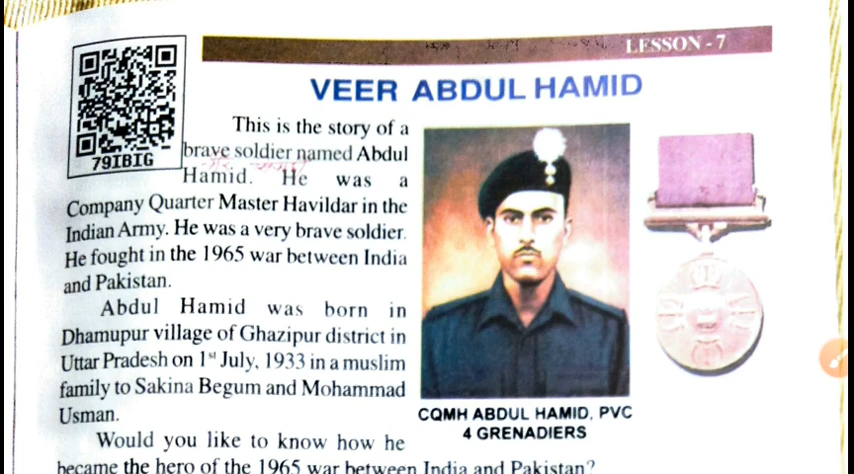 LESSON - 7
VEER ABDUL HAMID
79IBIG
This is the story of a
brave soldier named Abdul
Hamid. He was a
Company Quarter Master Havildar in the
Indian Army. He was a very brave soldier.
He fought in the 1965 war between India
and Pakistan.
Abdul Hamid was born in
Dhamupur village of Ghazipur district in
Uttar Pradesh on 1st July, 1933 in a muslim
family to Sakina Begum and Mohammad
Usman.
CQMH ABDUL HAMID, PVC
4 GRENADIERS
Would you like to know how he
became the hero of the 1965 war between India and Pakistan?